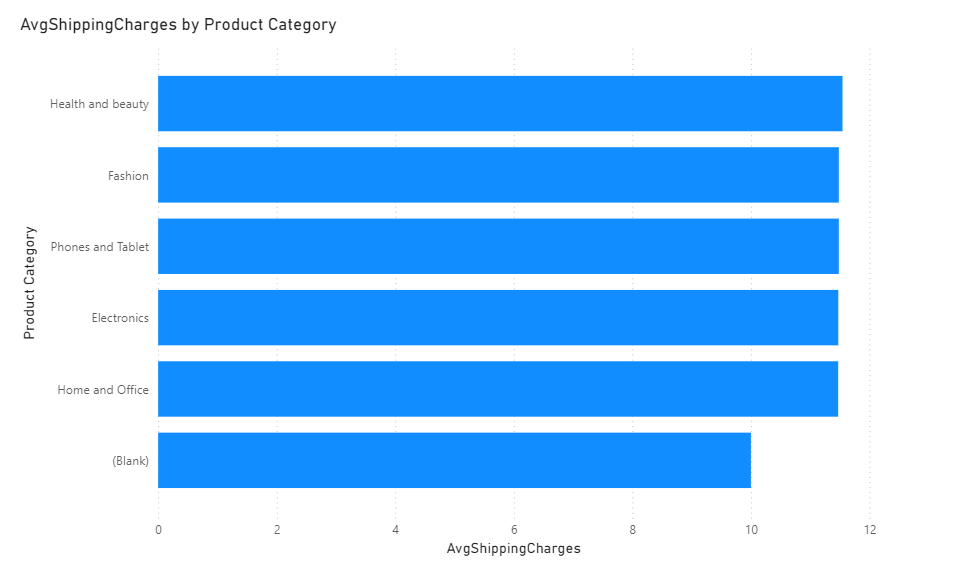 AvgShippingCharges by Product Category
Product Category
Health and beauty
Fashion
Phones and Tablet
Electronics
Home and Office
(Blank)
0 2 4 6 8 10 12
AvgShippingCharges